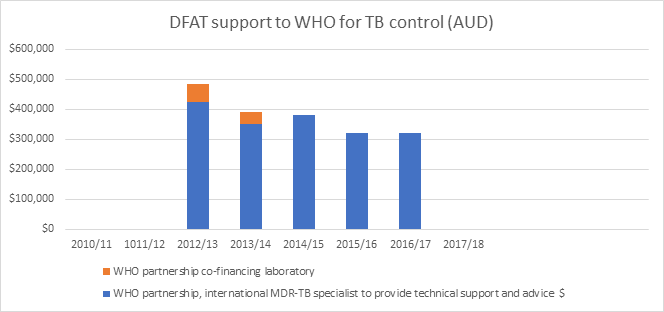 DFAT support to WHO for TB control (AUD)
$600,000
$500,000
$400,000
$300,000
$200,000
$100,000
$0
2010/11 1011/12 2012/13 2013/14 2014/15 2015/16 2016/17 2017/18
WHO partnership co-financing laboratory
WHO partnership, international MDR-TB specialist to provide technical support and advice $